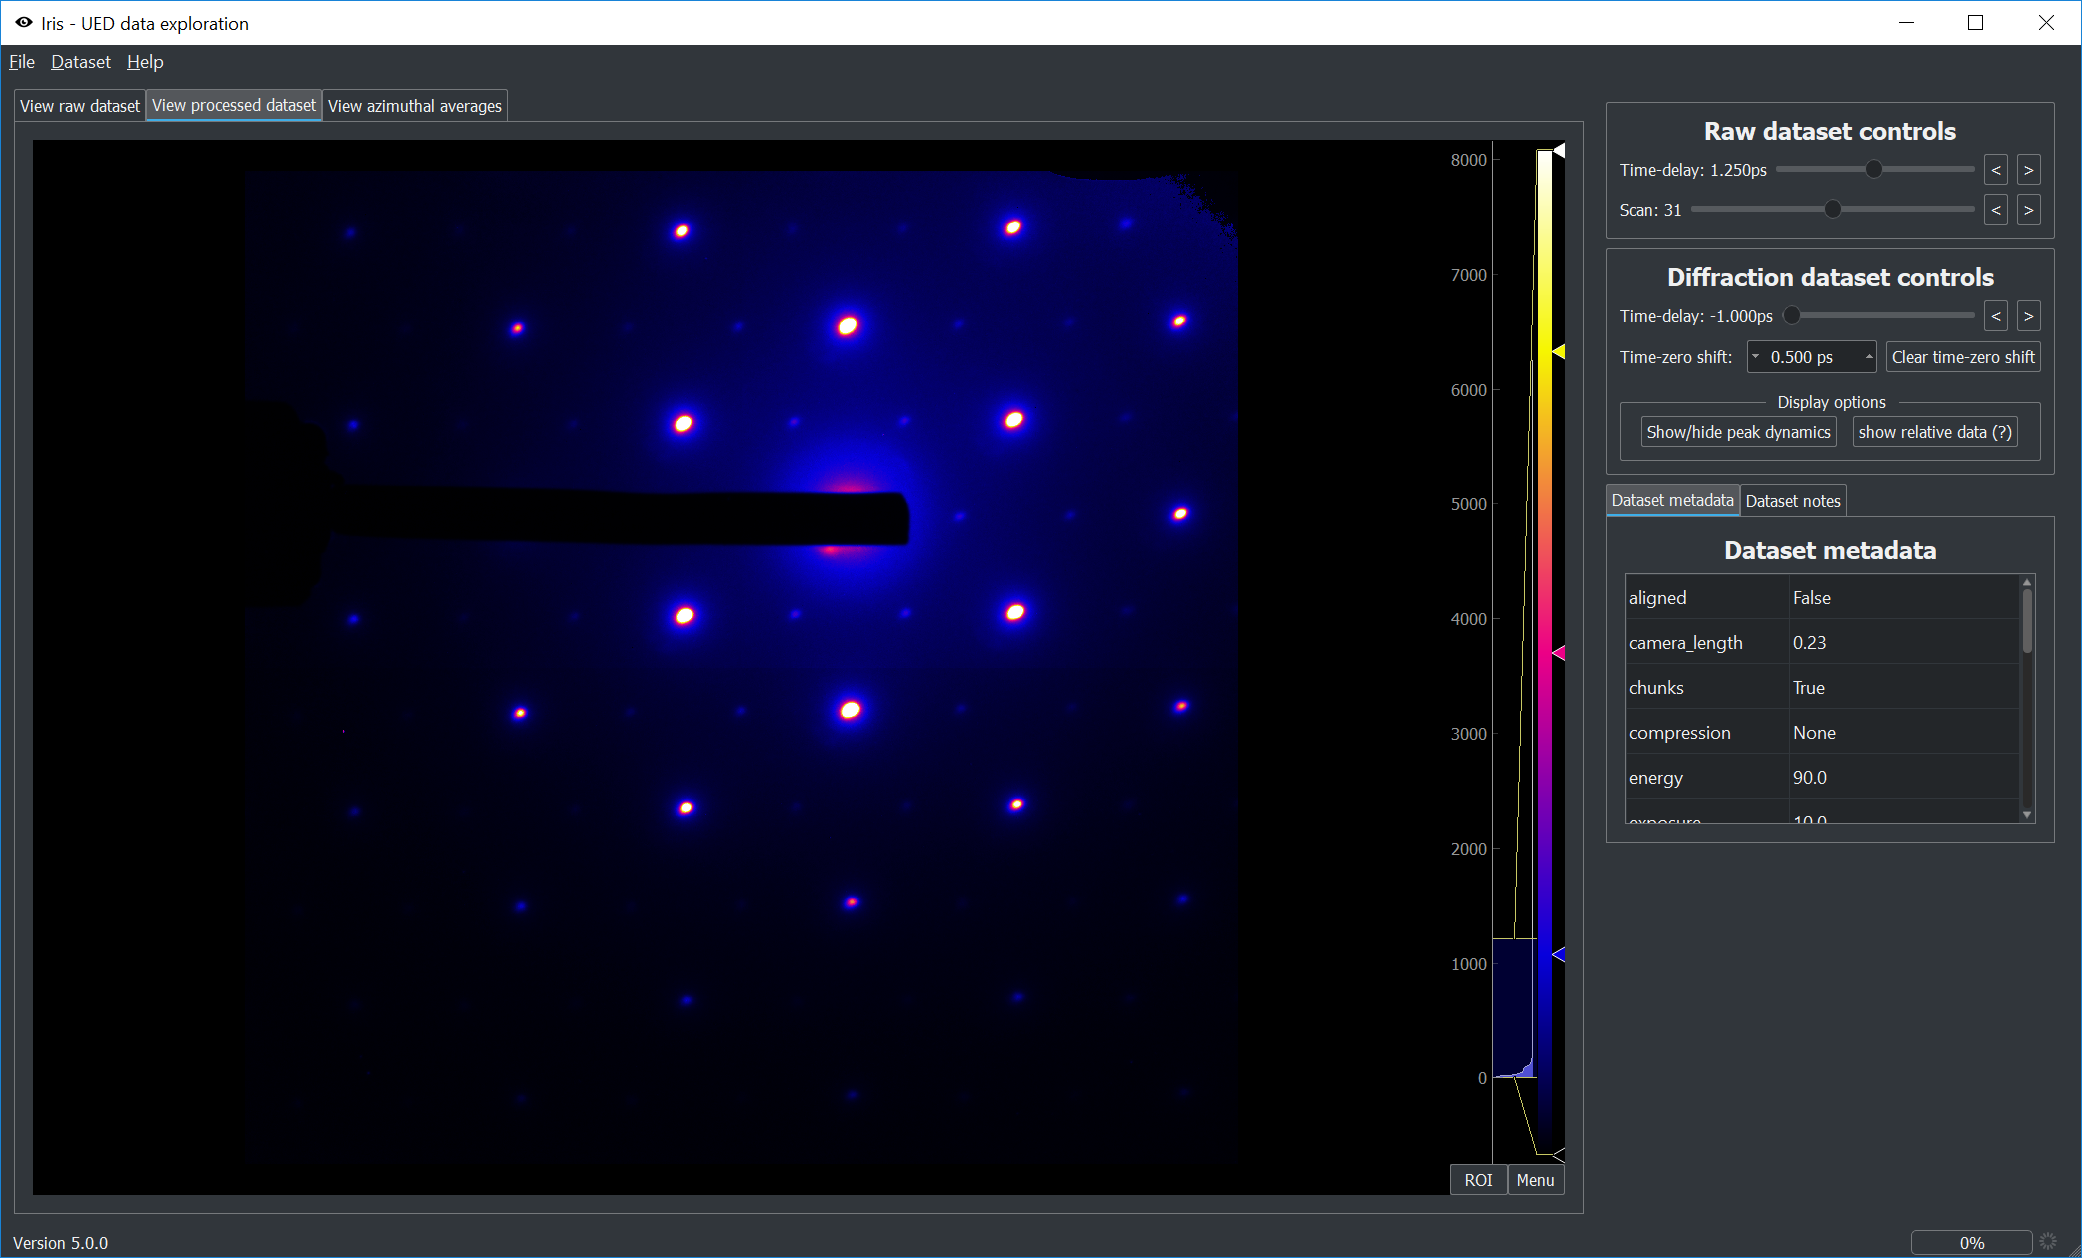 Iris - UED data exploration
File Dataset Help
View raw dataset View processed dataset View azimuthal averages
8000
7000
6000
5000
4000
3000
2000
1000
0
ROI Menu
Raw dataset controls
Time-delay: 1.250ps < >
Scan: 31 < >
Diffraction dataset controls
Time-delay: -1.000ps < >
Time-zero shift: 0.500 ps Clear time-zero shift
Display options
Show/hide peak dynamics show relative data (?)
Dataset metadata Dataset notes
Dataset metadata
aligned False
camera_length 0.23
chunks True
compression None
energy 90.0
exposure 10.0
Version 5.0.0
0%